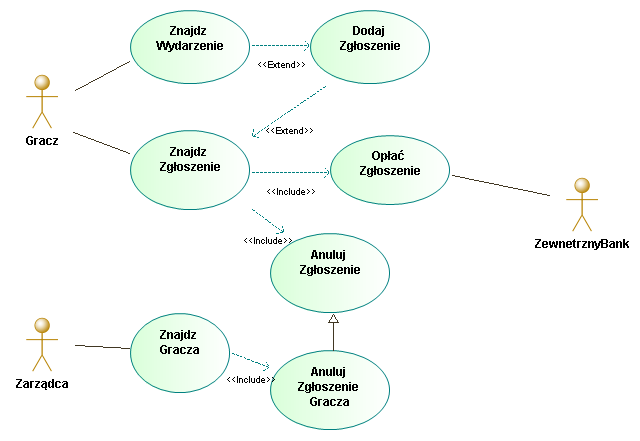 Znajdz
Wydarzenie
Dodaj
Zgłoszenie
<<Extend>>
Gracz
<<Extend>>
Znajdz
Zgłoszenie
Opłać
Zgłoszenie
<<Include>>
ZewnetrznyBank
<<Include>>
Anuluj
Zgłoszenie
Znajdz
Gracza
Zarządca
<<Include>>
Anuluj
Zgłoszenie
Gracza